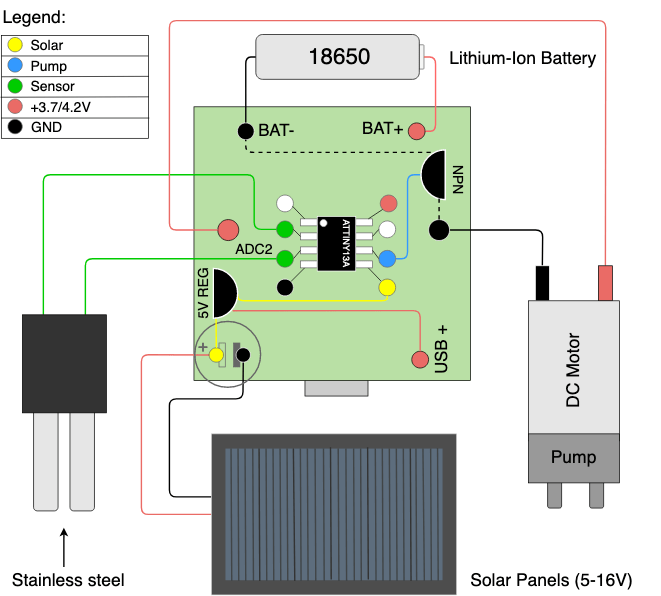 Legend:
Solar
Pump
Sensor
+3.7/4.2V
GND
18650
Lithium-Ion Battery
BAT-
BAT+
NPN
ATTINY13A
ADC2
5V REG
+
USB +
DC Motor
Pump
Stainless steel
Solar Panels (5-16V)